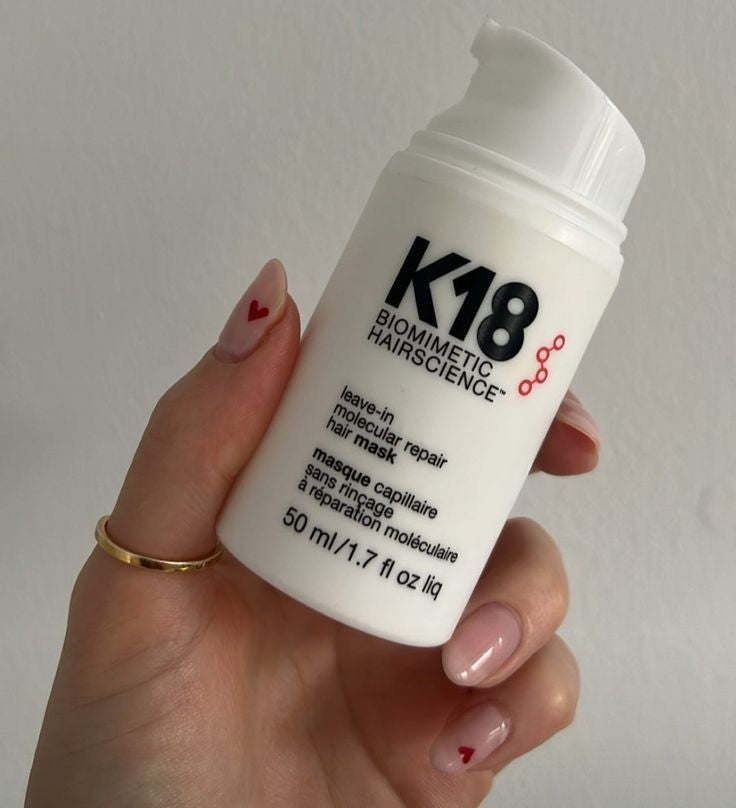 K18
BIOMIMETIC
HAIRSCIENCE™
leave-in
molecular repair
hair mask
masque capillaire
sans rinçage
à réparation moléculaire
50 ml/1.7 fl oz liq